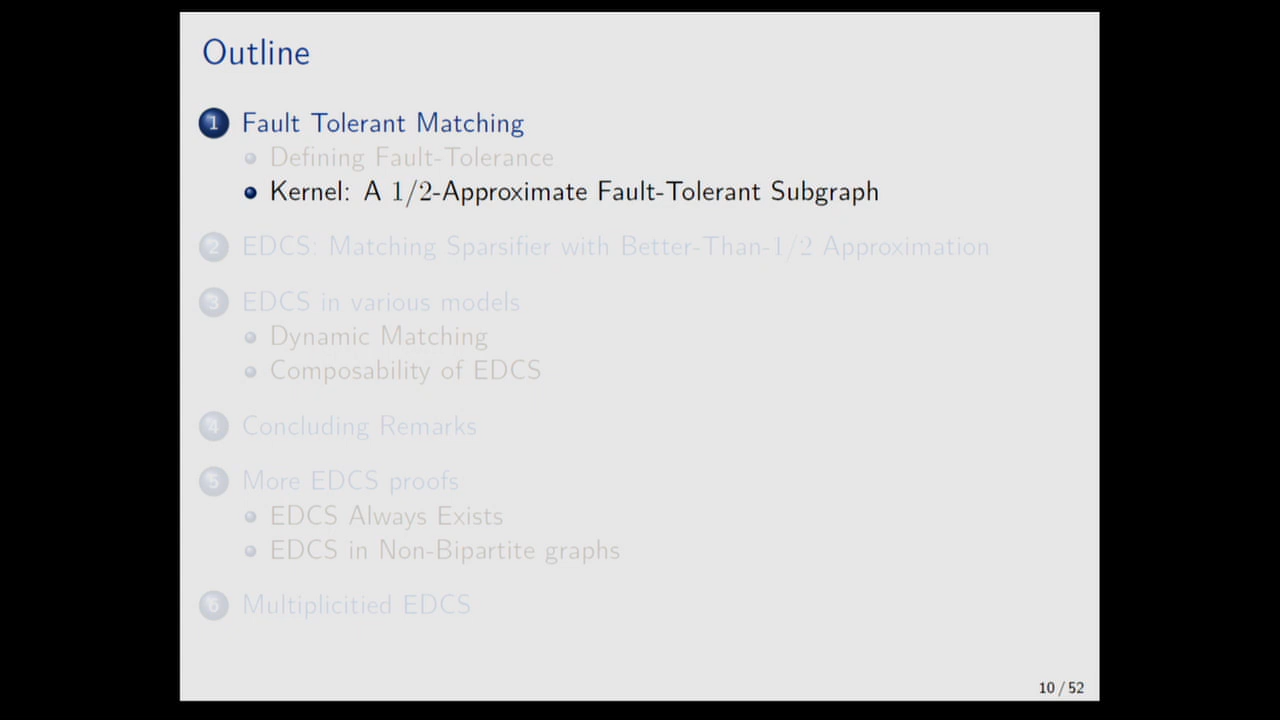 Outline
1 Fault Tolerant Matching
Defining Fault-Tolerance
Kernel: A 1/2-Approximate Fault-Tolerant Subgraph
2 EDCS: Matching Sparsifier with Better-Than-1/2 Approximation
3 EDCS in various models
Dynamic Matching
Composability of EDCS
4 Concluding Remarks
5 More EDCS proofs
EDCS Always Exists
EDCS in Non-Bipartite graphs
6 Multiplicitied EDCS
10 / 52